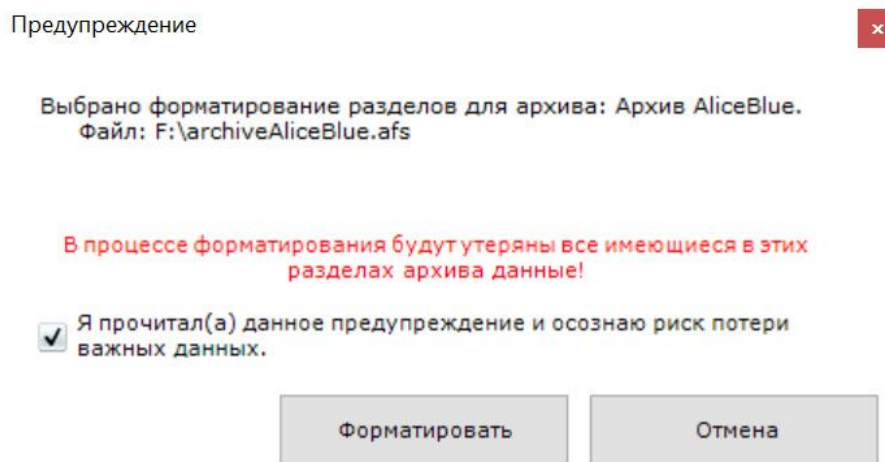 Предупреждение
Выбрано форматирование разделов для архива: Архив AliceBlue.
Файл: F:\archiveAliceBlue.afs
В процессе форматирования будут утеряны все имеющиеся в этих
разделах архива данные!
Я прочитал(а) данное предупреждение и осознаю риск потери
важных данных.
Форматировать
Отмена